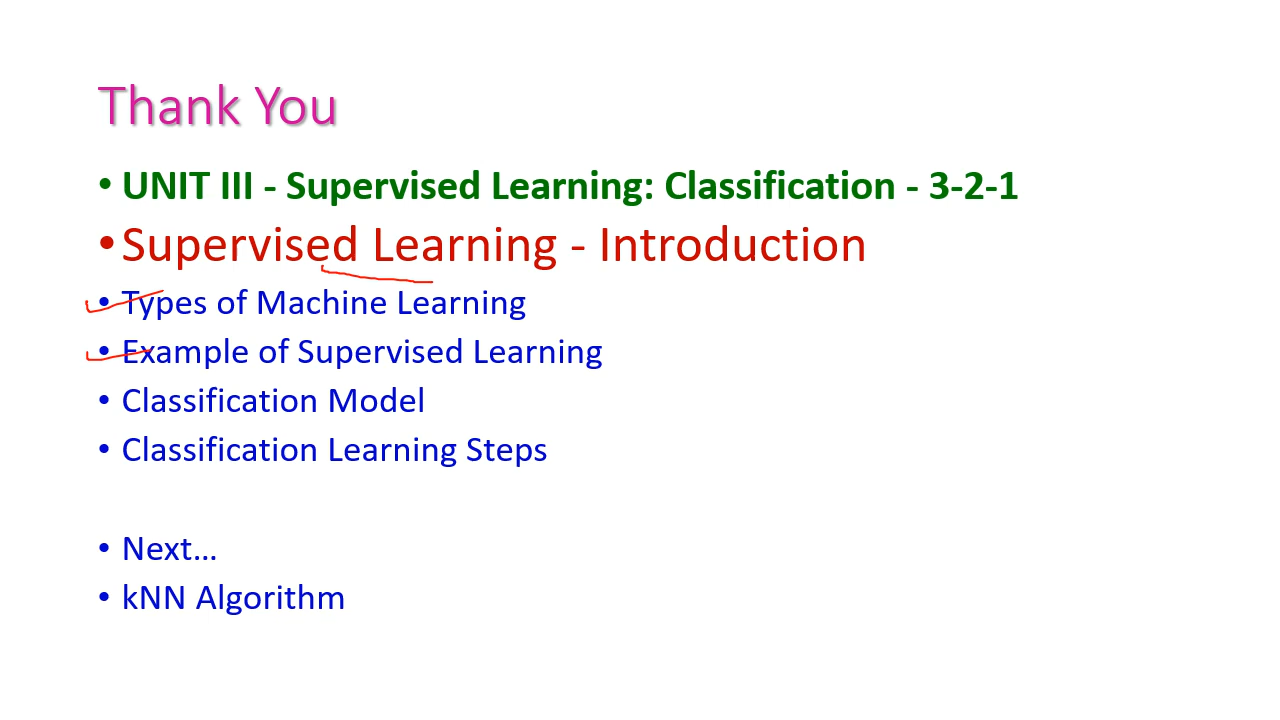 Thank You
• UNIT III - Supervised Learning: Classification - 3-2-1
• Supervised Learning - Introduction
• Types of Machine Learning
• Example of Supervised Learning
• Classification Model
• Classification Learning Steps
• Next...
• kNN Algorithm